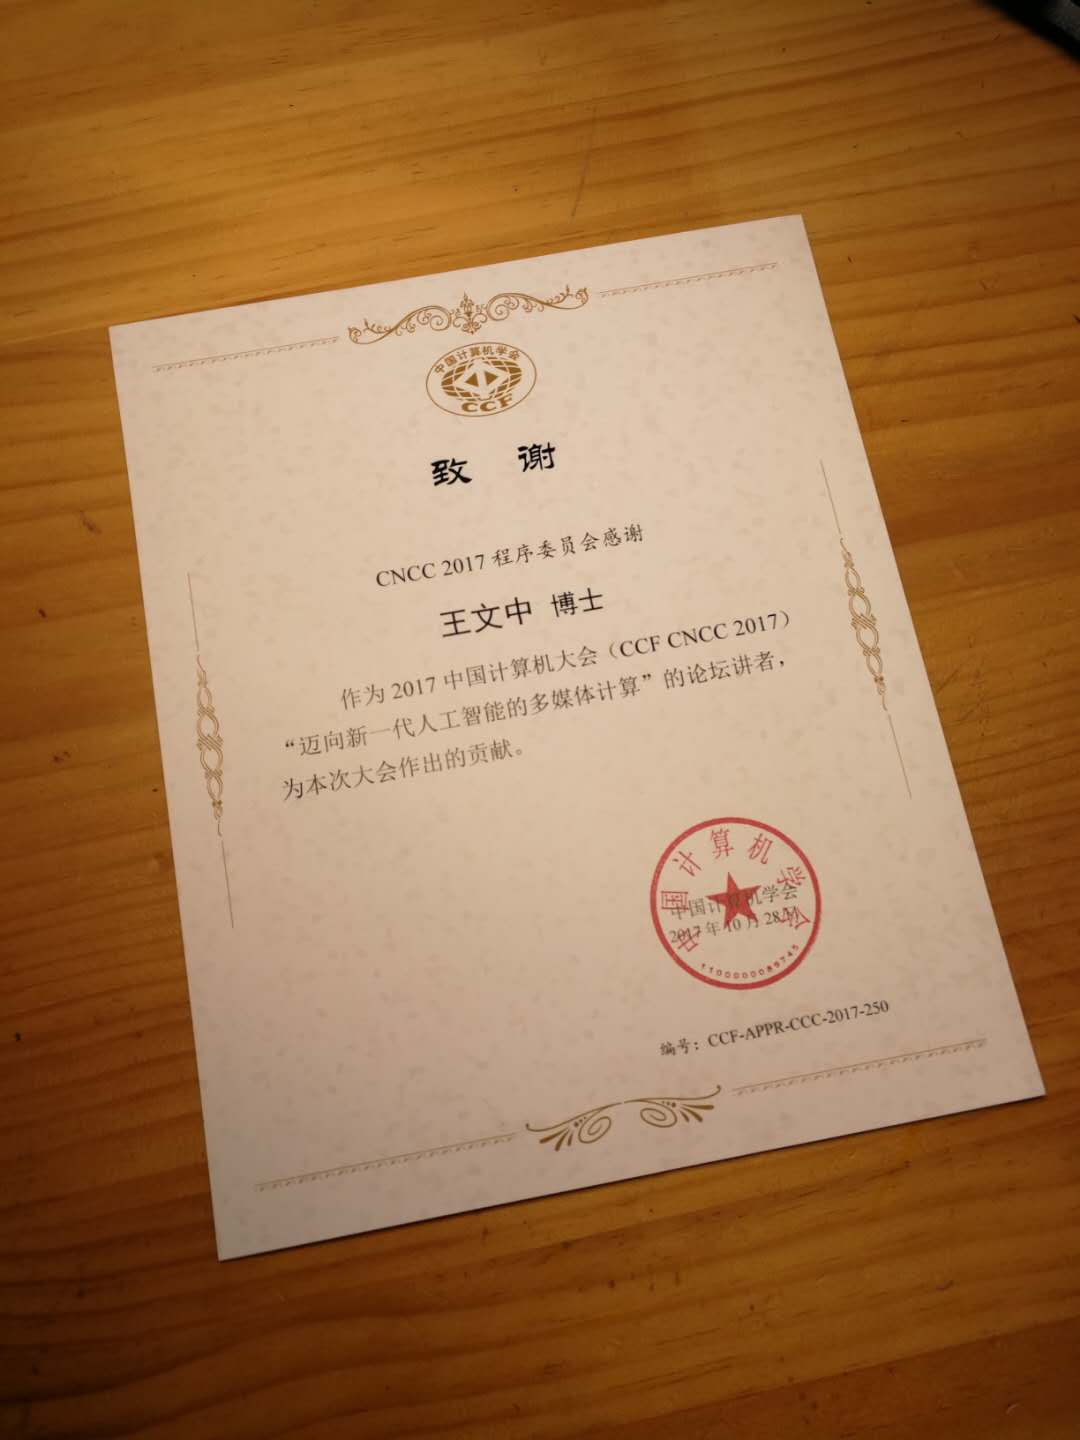 中国计算机学会
CCF
致 谢
CNCC 2017 程序委员会感谢
王文中 博士
作为 2017 中国计算机大会（CCF CNCC 2017）
“迈向新一代人工智能的多媒体计算”的论坛讲者，
为本次大会作出的贡献。
中国计算机学会
中国计算机学会
2017 年 10 月 28 日
1100000089745
编号：CCF-APPR-CCC-2017-250